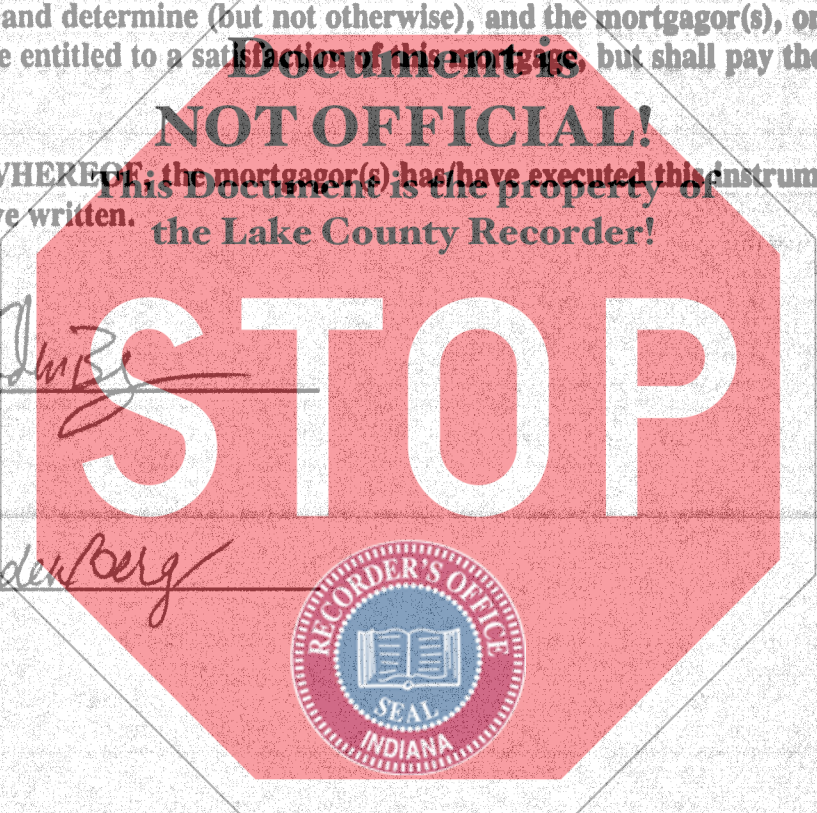 and determine (but not otherwise), and the mortgagor(s), or
e entitled to a satisfaction of this mortgage, but shall pay the
Document is
NOT OFFICIAL!
WHEREOF, the mortgagor(s) has/have executed this instrum
This Document is the property of
ve written.
the Lake County Recorder!
STOP
RECORDER'S OFFICE
SEAL
INDIANA